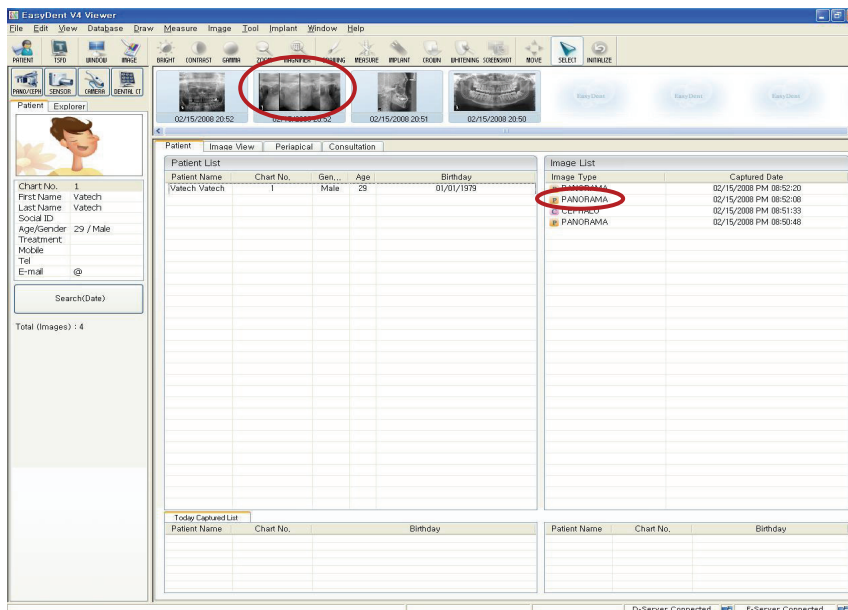 EasyDent V4 Viewer
File Edit View Database Draw Measure Image Tool Implant Window Help
PATIENT TSFD WINDOW IMAGE BRIGHT CONTRAST GAMMA ZOOM MEASURE IMPLANT CROWN WHITENING SCREENSHOT MOVE SELECT INITIALIZE
PANO/CEPH SENSOR CAMERA DENTAL CT
02/15/2008 20:52 02/15/2008 20:52 02/15/2008 20:51 02/15/2008 20:50
EasyDent EasyDent EasyDent
Patient Explorer
Chart No. 1
First Name Vatech
Last Name Vatech
Social ID
Age/Gender 29 / Male
Treatment
Mobile
Tel
E-mail @
Search(Date)
Total (Images) : 4
Patient Image View Periapical Consultation
Patient List
Patient Name Chart No. Gen... Age Birthday
Vatech Vatech 1 Male 29 01/01/1979
Image List
Image Type Captured Date
PANORAMA 02/15/2008 PM 08:52:20
P PANORAMA 02/15/2008 PM 08:52:08
C CEPHALO 02/15/2008 PM 08:51:33
P PANORAMA 02/15/2008 PM 08:50:48
Today Captured List
Patient Name Chart No. Birthday
Patient Name Chart No. Birthday
D-Server Connected F-Server Connected